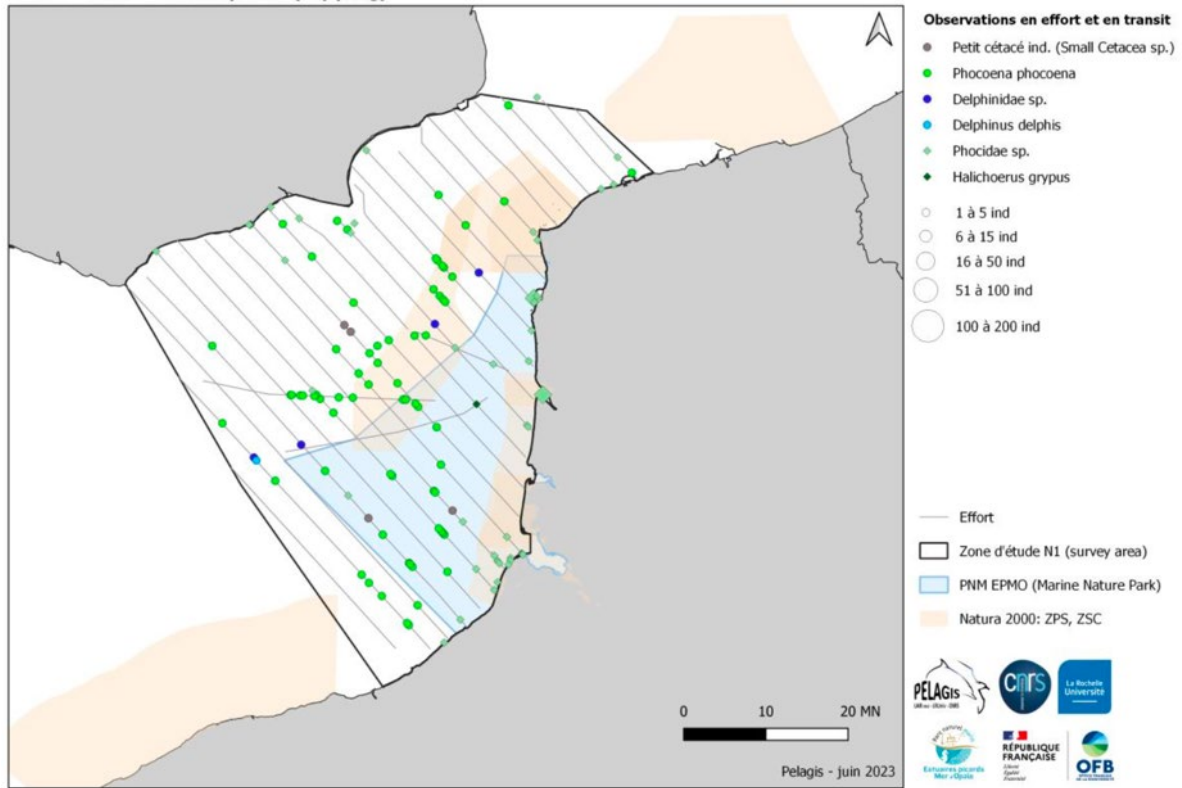 Observations en effort et en transit
Petit cétacé ind. (Small Cetacea sp.)
Phocoena phocoena
Delphinidae sp.
Delphinus delphis
Phocidae sp.
Halichoerus grypus
1 à 5 ind
6 à 15 ind
16 à 50 ind
51 à 100 ind
100 à 200 ind
Effort
Zone d'étude N1 (survey area)
PNM EPMO (Marine Nature Park)
Natura 2000: ZPS, ZSC
0 10 20 MN
Pelagis - juin 2023
PELAGIS
cnrs
La Rochelle
Université
Estuaires picards
Mer d'Opale
RÉPUBLIQUE
FRANÇAISE
Liberté
Égalité
Fraternité
OFB